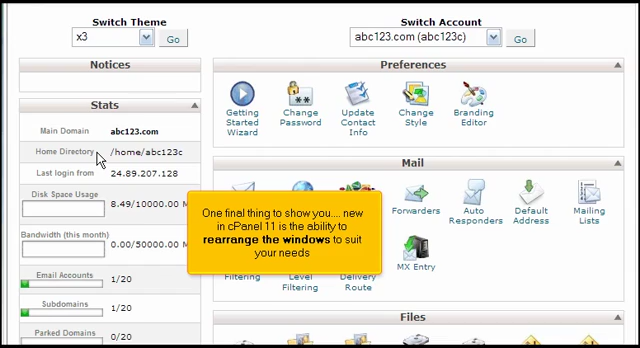 Switch Theme
x3
Go
Switch Account
abc123.com (abc123c)
Go
Notices
Stats
Main Domain abc123.com
Home Directory /home/abc123c
Last login from 24.89.207.128
Disk Space Usage
8.49/10000.00 M
Bandwidth (this month)
0.00/50000.00 M
Email Accounts
1/20
Subdomains
1/20
Parked Domains
0/20
Preferences
Getting Started Wizard
Change Password
Update Contact Info
Change Style
Branding Editor
Mail
Forwarders
Auto Responders
Default Address
Mailing Lists
Filtering
Level Filtering
Delivery Route
MX Entry
Files
One final thing to show you.... new
in cPanel 11 is the ability to
rearrange the windows to suit
your needs